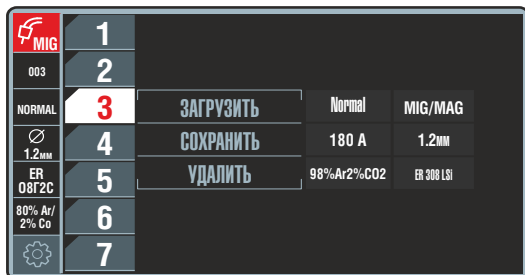 MIG
003
NORMAL
1.2мм
ER
08Г2С
80% Ar/
2% Co
1
2
3
4
5
6
7
ЗАГРУЗИТЬ
СОХРАНИТЬ
УДАЛИТЬ
Normal MIG/MAG
180 A 1.2мм
98%Ar2%CO2 ER 308 LSi